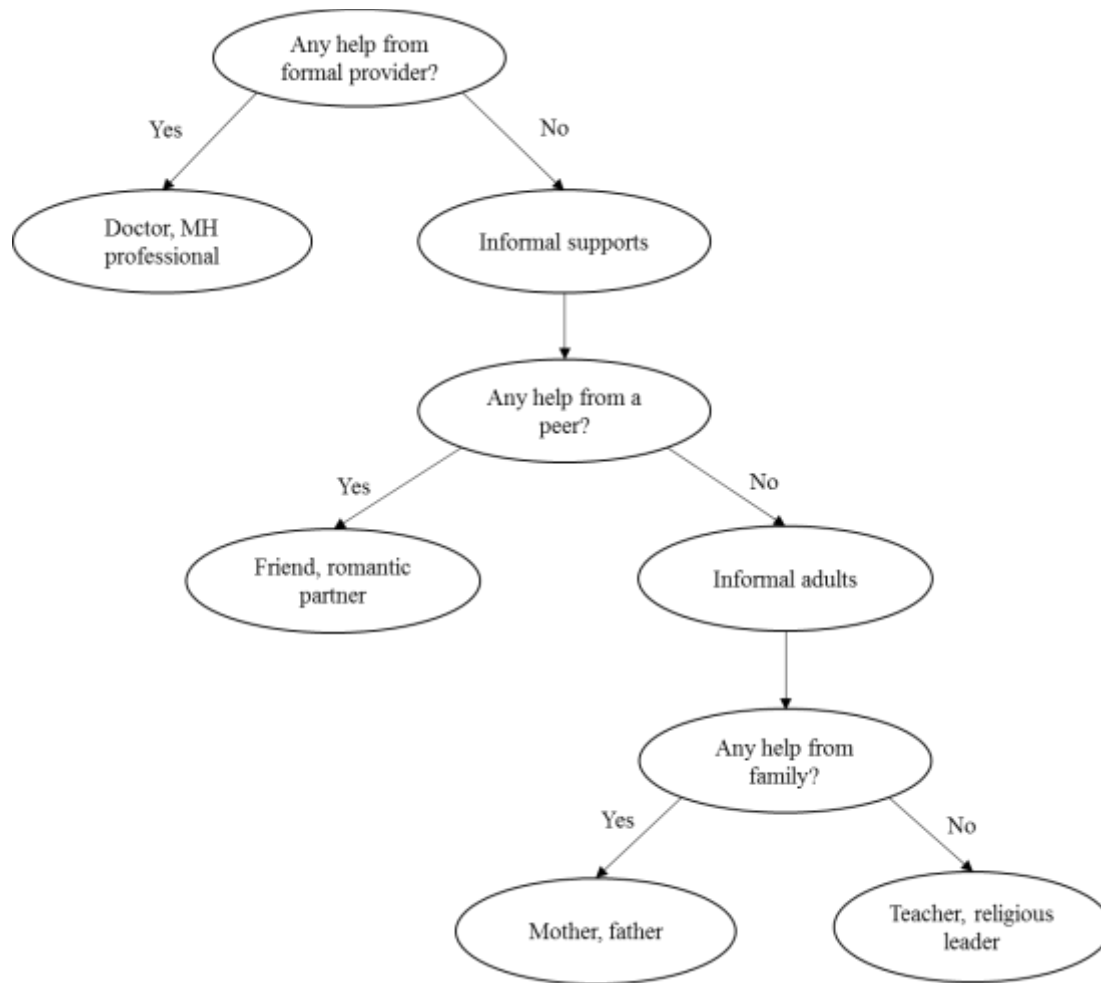 Any help from
formal provider?
Yes
No
Doctor, MH
professional
Informal supports
Any help from a
peer?
Yes
No
Friend, romantic
partner
Informal adults
Any help from
family?
Yes
No
Mother, father
Teacher, religious
leader